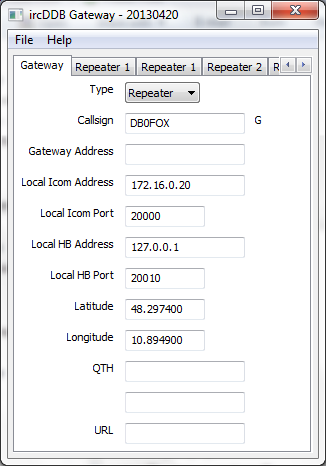 ircDDB Gateway - 20130420
File Help
Gateway Repeater 1 Repeater 1 Repeater 2 R
Type Repeater
Callsign DB0FOX G
Gateway Address
Local Icom Address 172.16.0.20
Local Icom Port 20000
Local HB Address 127.0.0.1
Local HB Port 20010
Latitude 48.297400
Longitude 10.894900
QTH
URL